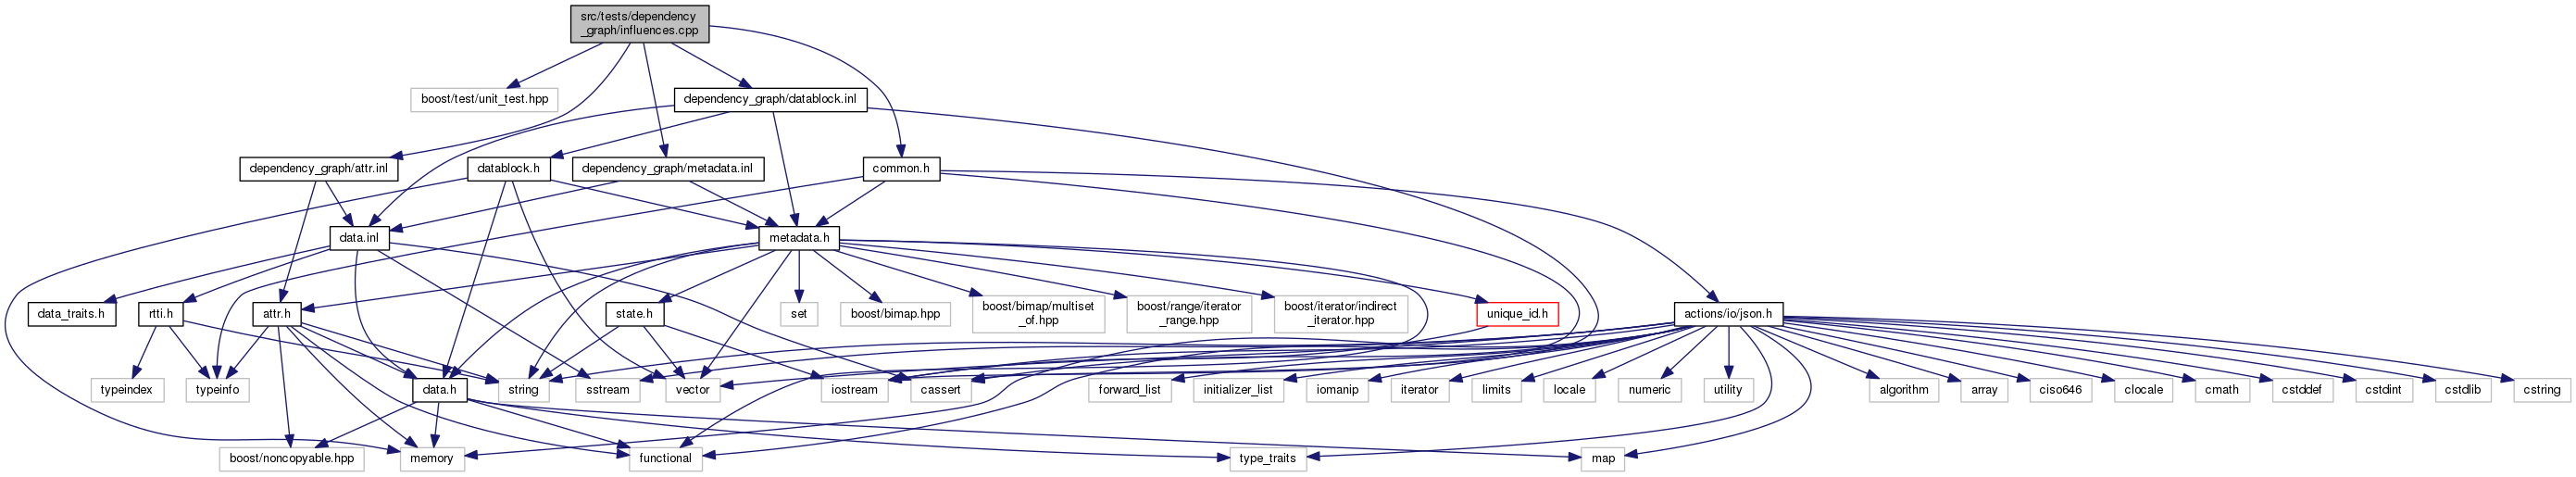 src/tests/dependency
_graph/influences.cpp
boost/test/unit_test.hpp
dependency_graph/datablock.inl
dependency_graph/attr.inl
datablock.h
dependency_graph/metadata.inl
common.h
data.inl
metadata.h
data_traits.h
rtti.h
attr.h
state.h
set
boost/bimap.hpp
boost/bimap/multiset
_of.hpp
boost/range/iterator
_range.hpp
boost/iterator/indirect
_iterator.hpp
unique_id.h
actions/io/json.h
typeindex
typeinfo
data.h
string
sstream
vector
iostream
cassert
forward_list
initializer_list
iomanip
iterator
limits
locale
numeric
utility
algorithm
array
ciso646
clocale
cmath
cstddef
cstdint
cstdlib
cstring
boost/noncopyable.hpp
memory
functional
type_traits
map